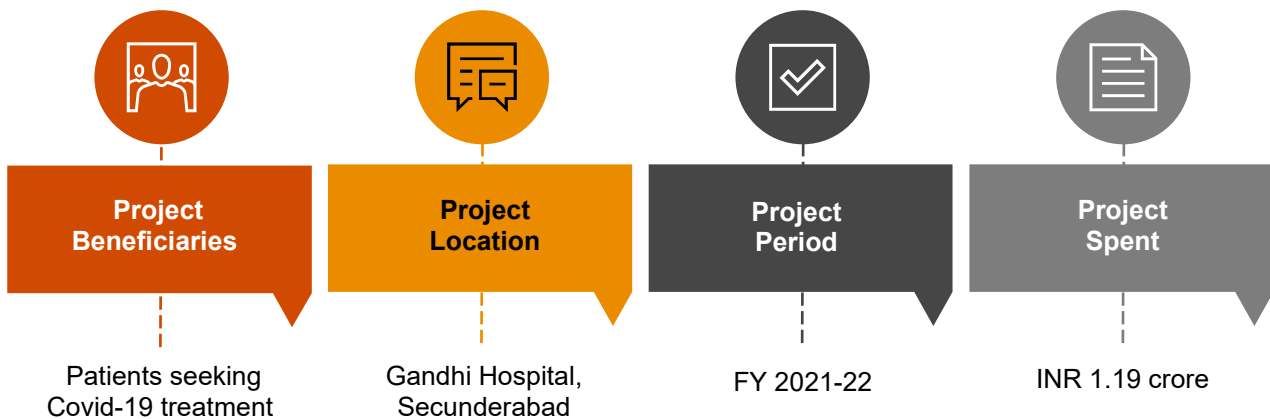 Project
Beneficiaries
Project
Location
Project
Period
Project
Spent
Patients seeking
Covid-19 treatment
Gandhi Hospital,
Secunderabad
FY 2021-22
INR 1.19 crore